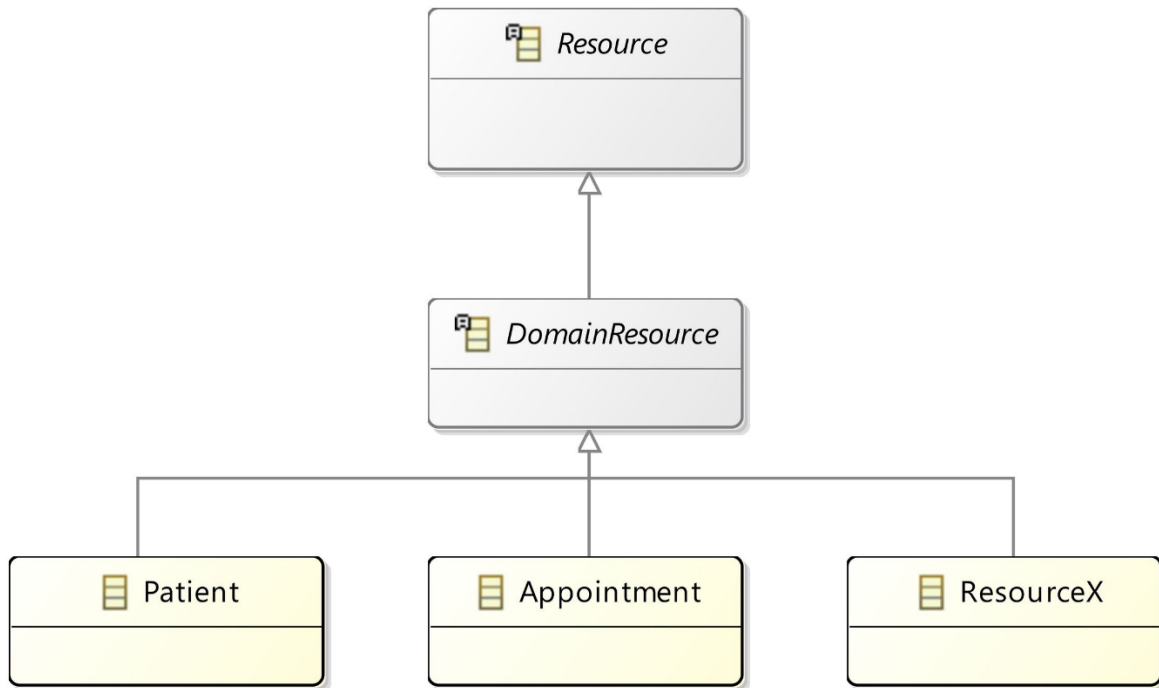 Resource
DomainResource
Patient
Appointment
ResourceX